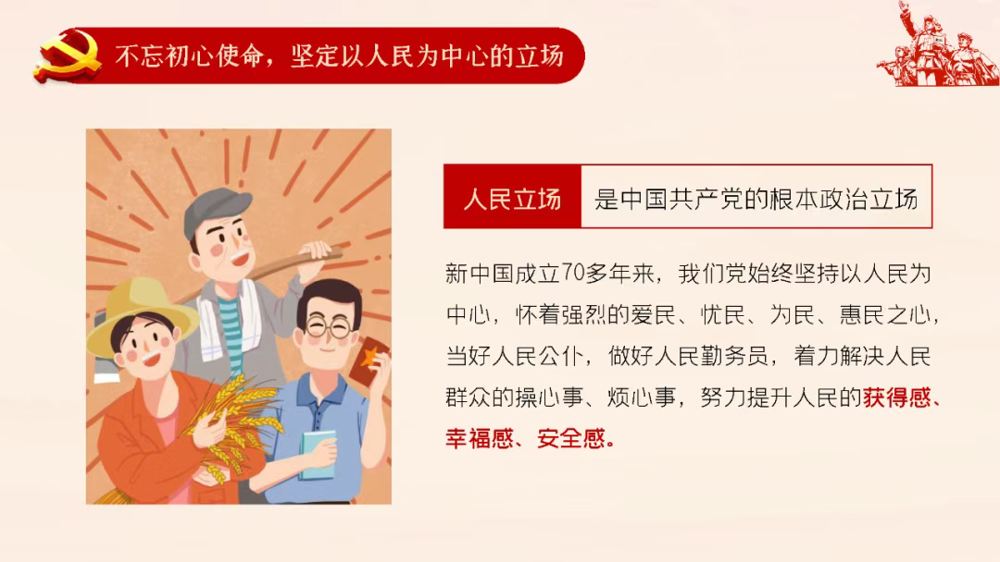 不忘初心使命，坚定以人民为中心的立场
人民立场 是中国共产党的根本政治立场
新中国成立70多年来，我们党始终坚持以人民为
中心，怀着强烈的爱民、忧民、为民、惠民之心，
当好人民公仆，做好人民勤务员，着力解决人民
群众的操心事、烦心事，努力提升人民的获得感、
幸福感、安全感。